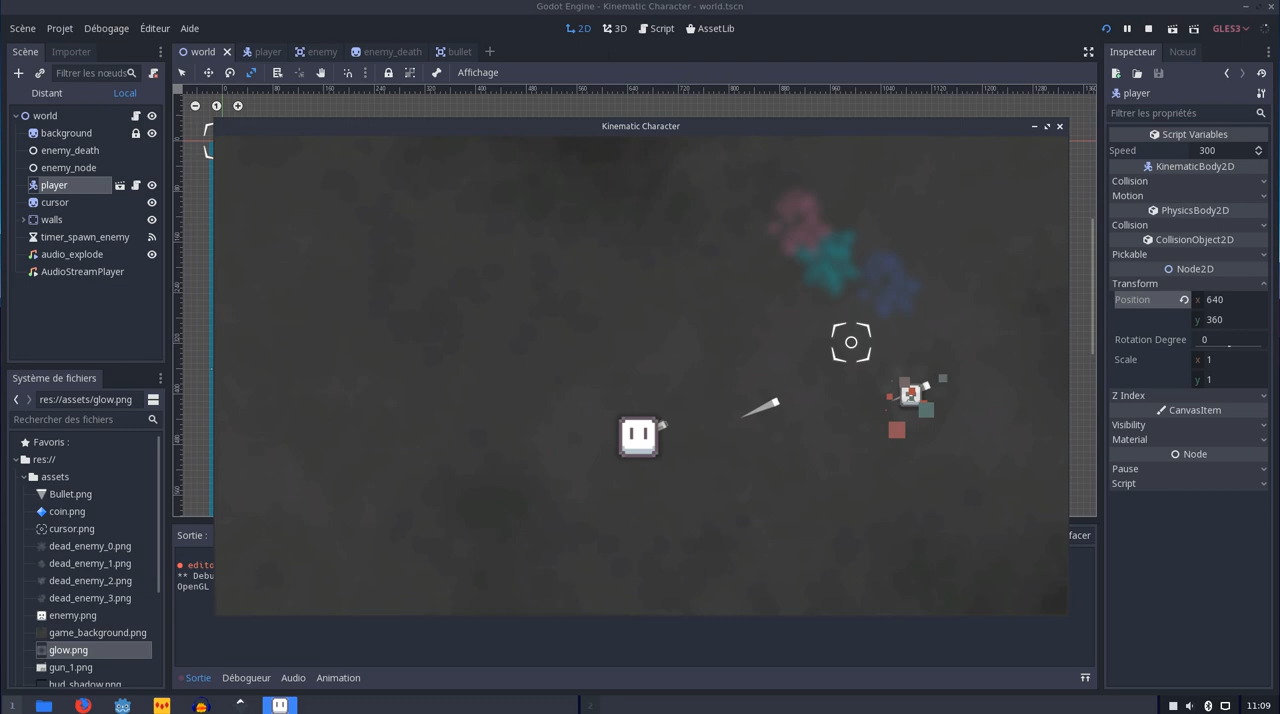 Godot Engine - Kinematic Character - world.tscn
Scène Projet Débogage Éditeur Aide
2D 3D Script AssetLib
GLES3
Scène Importer
world player enemy enemy_death bullet
Inspecteur Nœud
Filtrer les nœuds
Affichage
Distant Local
player
Filtrer les propriétés
world
background
enemy_death
enemy_node
player
cursor
walls
timer_spawn_enemy
audio_explode
AudioStreamPlayer
Kinematic Character
Script Variables
Speed 300
KinematicBody2D
Collision
Motion
PhysicsBody2D
Collision
CollisionObject2D
Pickable
Node2D
Transform
Position x 640
y 360
Rotation Degree 0
Scale x 1
y 1
Z Index
CanvasItem
Visibility
Material
Node
Pause
Script
Système de fichiers
res://assets/glow.png
Rechercher des fichiers
Favoris :
res://
assets
Bullet.png
coin.png
cursor.png
dead_enemy_0.png
dead_enemy_1.png
dead_enemy_2.png
dead_enemy_3.png
enemy.png
game_background.png
glow.png
gun_1.png
hud_shadow.png
Sortie :
facer
edito
** Debu
OpenGL
Sortie Débogueur Audio Animation
1
2
11:09